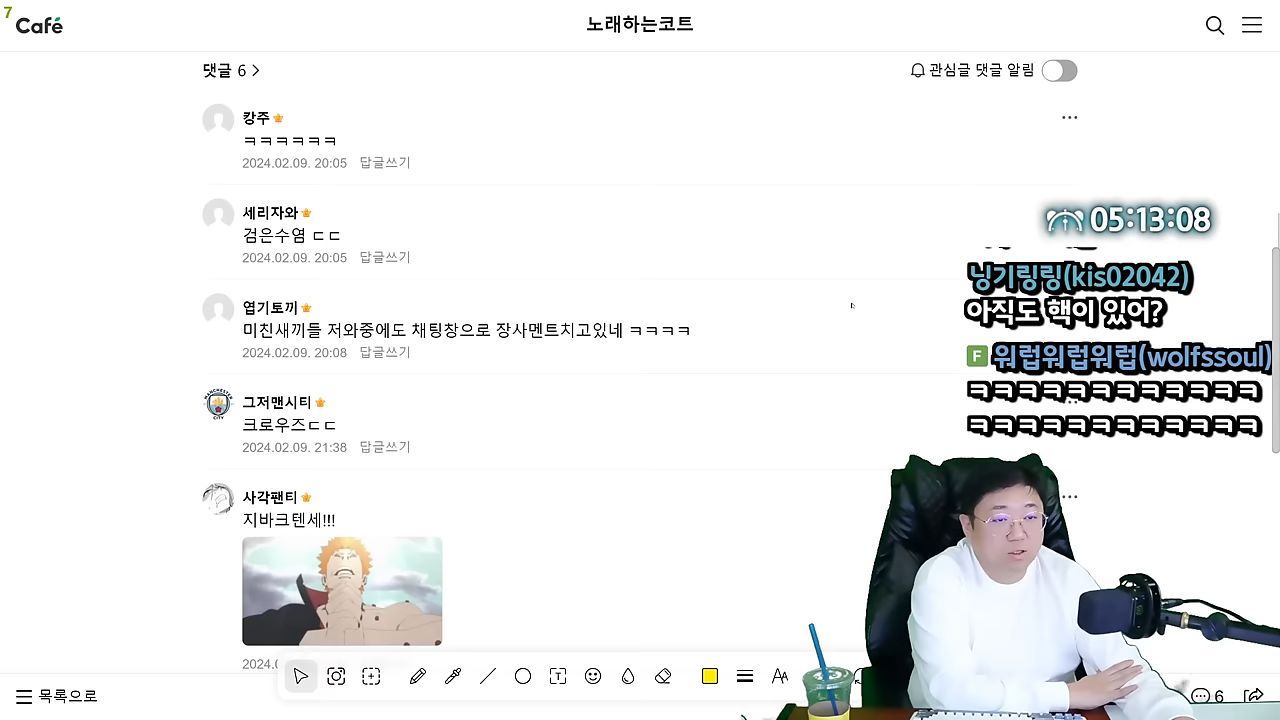 7
Café
노래하는코트
댓글 6
관심글 댓글 알림
캉주
ㅋㅋㅋㅋㅋㅋ
2024.02.09. 20:05 답글쓰기
세리자와
검은수염 ㄷㄷ
2024.02.09. 20:05 답글쓰기
엽기토끼
미친새끼들 저와중에도 채팅창으로 장사멘트치고있네 ㅋㅋㅋㅋ
2024.02.09. 20:08 답글쓰기
그저맨시티
MANCHESTER
CITY
크로우즈ㄷㄷ
2024.02.09. 21:38 답글쓰기
사각팬티
지바크텐세!!!
05:13:08
닝기링링(kis02042)
아직도 핵이 있어?
F 워럽워럽워럽(wolfssoul)
ㅋㅋㅋㅋㅋㅋㅋㅋㅋㅋㅋㅋ
ㅋㅋㅋㅋㅋㅋㅋㅋㅋㅋㅋㅋ
T
AA
목록으로
6